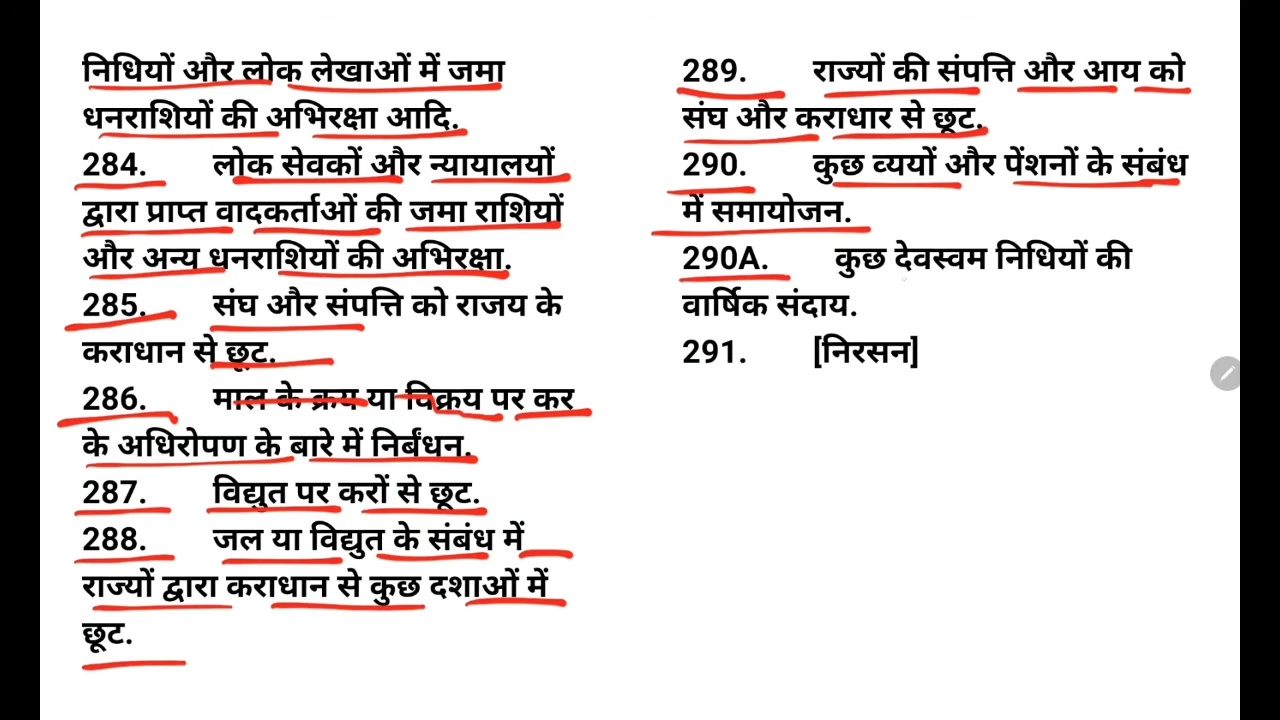 निधियों और लोक लेखाओं में जमा
धनराशियों की अभिरक्षा आदि.
284. लोक सेवकों और न्यायालयों
द्वारा प्राप्त वादकर्ताओं की जमा राशियों
और अन्य धनराशियों की अभिरक्षा.
285. संघ और संपत्ति को राजय के
कराधान से छूट.
286. माल के क्रय या विक्रय पर कर
के अधिरोपण के बारे में निर्बंधन.
287. विद्युत पर करों से छूट.
288. जल या विद्युत के संबंध में
राज्यों द्वारा कराधान से कुछ दशाओं में
छूट.
289. राज्यों की संपत्ति और आय को
संघ और कराधार से छूट.
290. कुछ व्ययों और पेंशनों के संबंध
में समायोजन.
290A. कुछ देवस्वम निधियों की
वार्षिक संदाय.
291. [निरसन]